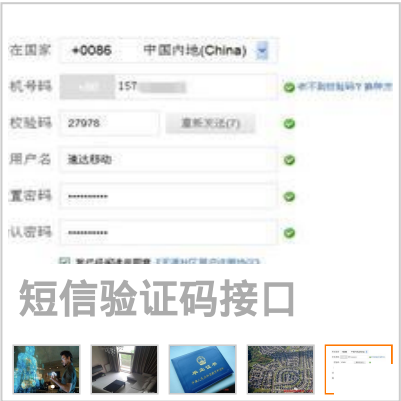 在国家 +0086 中国内地(China)
机号码 157
校验码 27978 重新发送(7)
用户名 速达移动
置密码 ••••••••••
认密码 ••••••••••
短信验证码接口